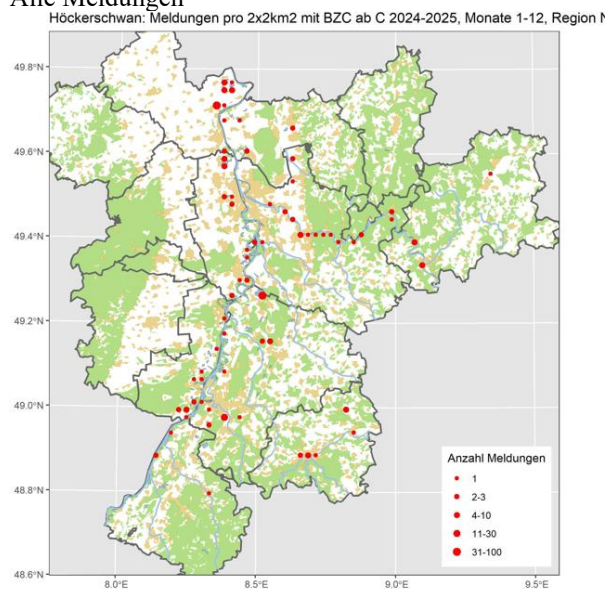 Alle Meldungen
Höckerschwan: Meldungen pro 2x2km2 mit BZC ab C 2024-2025, Monate 1-12, Region N
49.8°N
49.6°N
49.4°N
49.2°N
49.0°N
48.8°N
48.6°N
Anzahl Meldungen
1
2-3
4-10
11-30
31-100
8.0°E
8.5°E
9.0°E
9.5°E